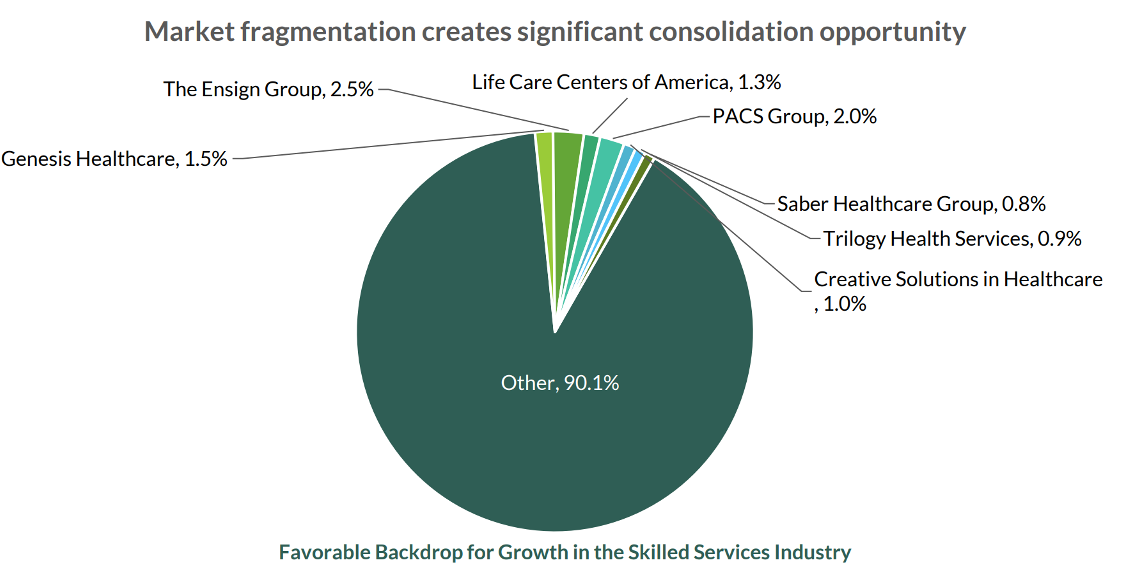 Market fragmentation creates significant consolidation opportunity
Life Care Centers of America, 1.3%
The Ensign Group, 2.5%
PACS Group, 2.0%
Genesis Healthcare, 1.5%
Saber Healthcare Group, 0.8%
Trilogy Health Services, 0.9%
Creative Solutions in Healthcare
, 1.0%
Other, 90.1%
Favorable Backdrop for Growth in the Skilled Services Industry